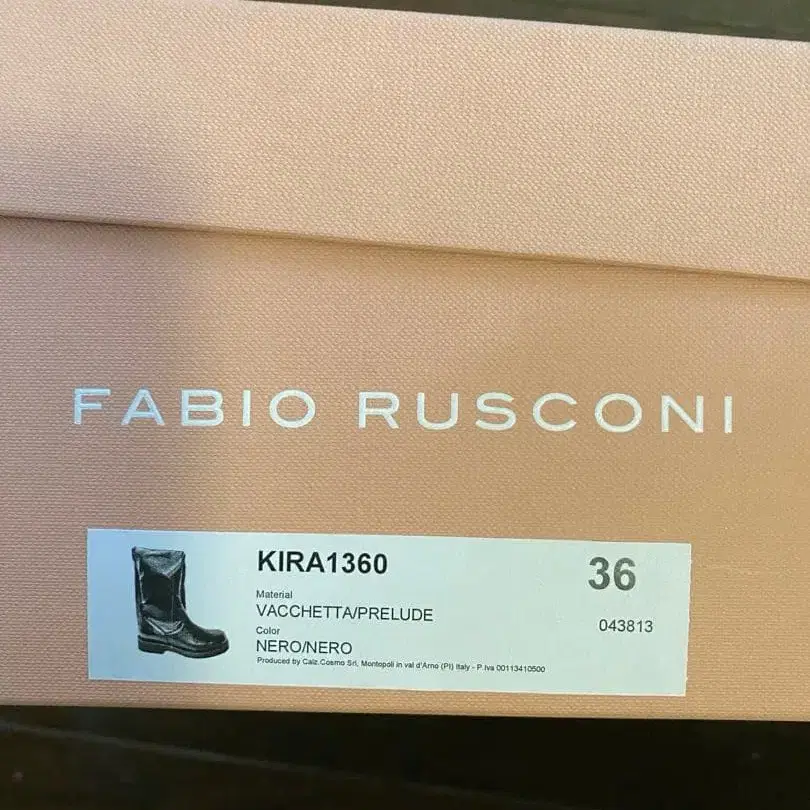 FABIO RUSCONI
KIRA1360
36
Material
VACCHETTA/PRELUDE
043813
Color
NERO/NERO
Produced by Calz.Cosmo Srl, Montopoli in val d'Arno (PI) Italy - P.Iva 00113410500